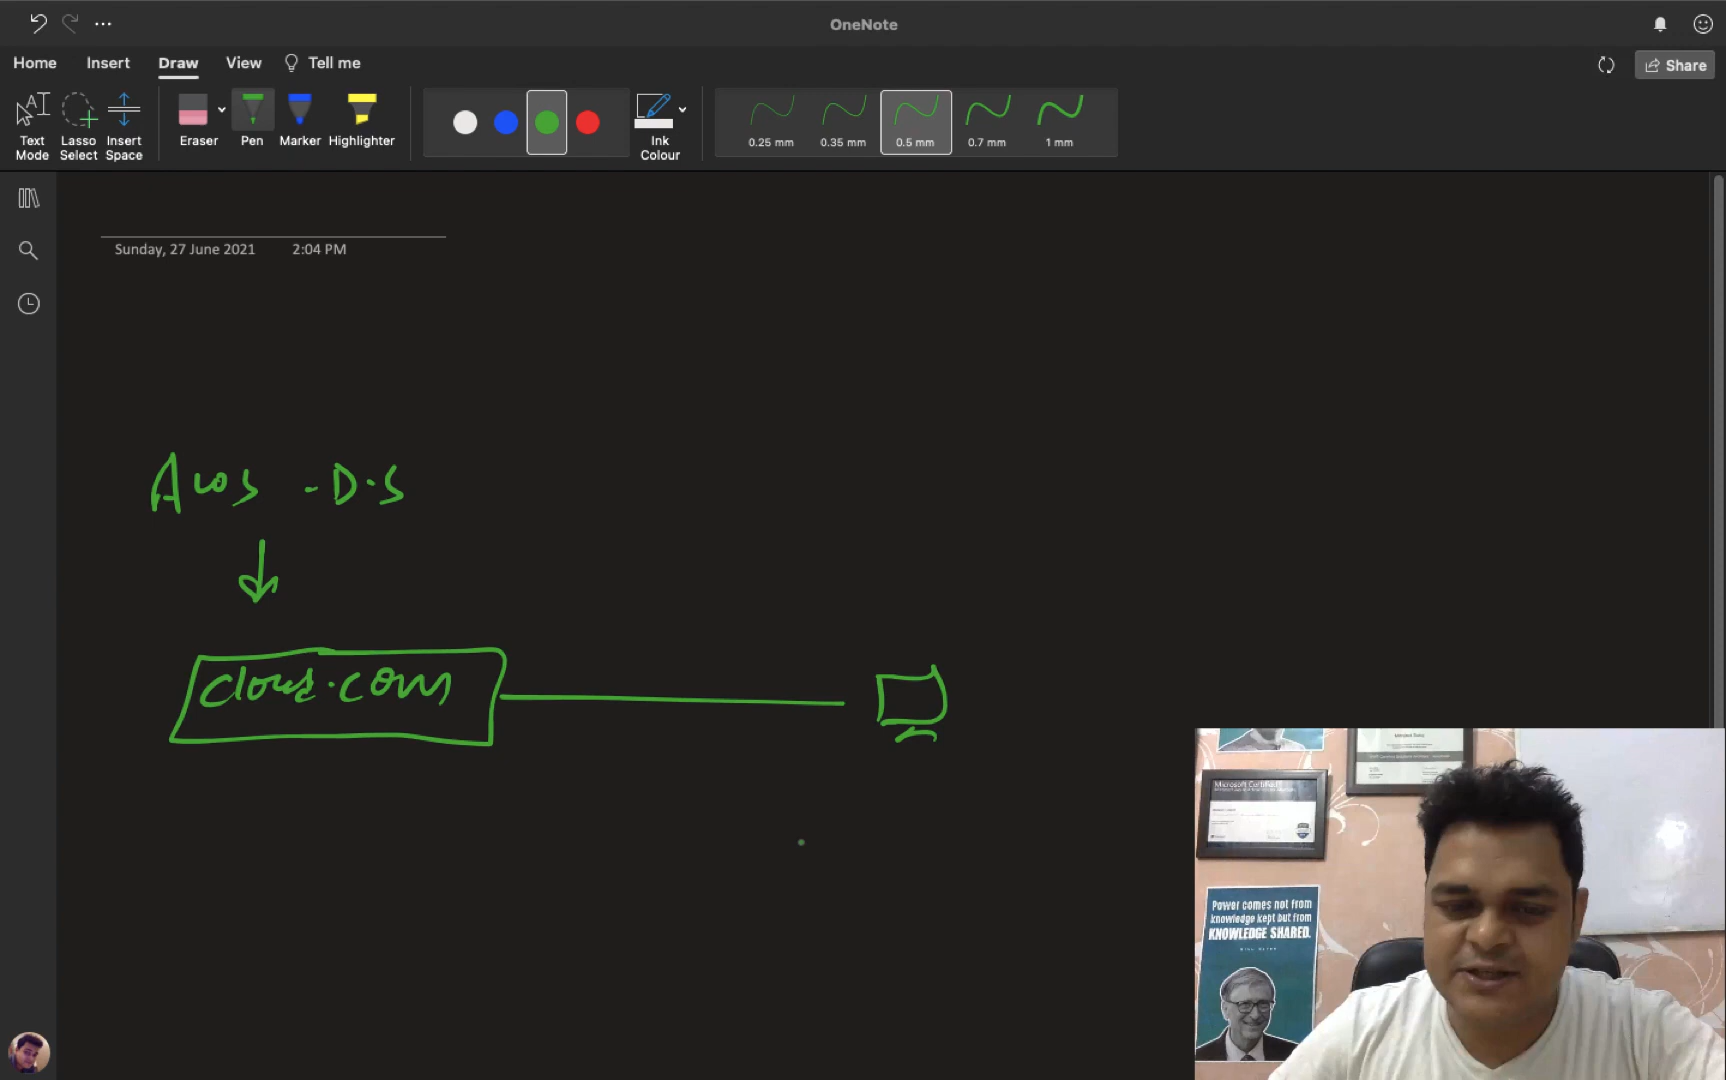 OneNote
Home Insert Draw View Tell me
Share
Text Mode
Lasso Select
Insert Space
Eraser
Pen
Marker
Highlighter
Ink Colour
0.25 mm
0.35 mm
0.5 mm
0.7 mm
1 mm
Sunday, 27 June 2021 2:04 PM
Aws - D.S
cloud.com
Microsoft Certified
Power comes not from
knowledge kept but from
KNOWLEDGE SHARED.